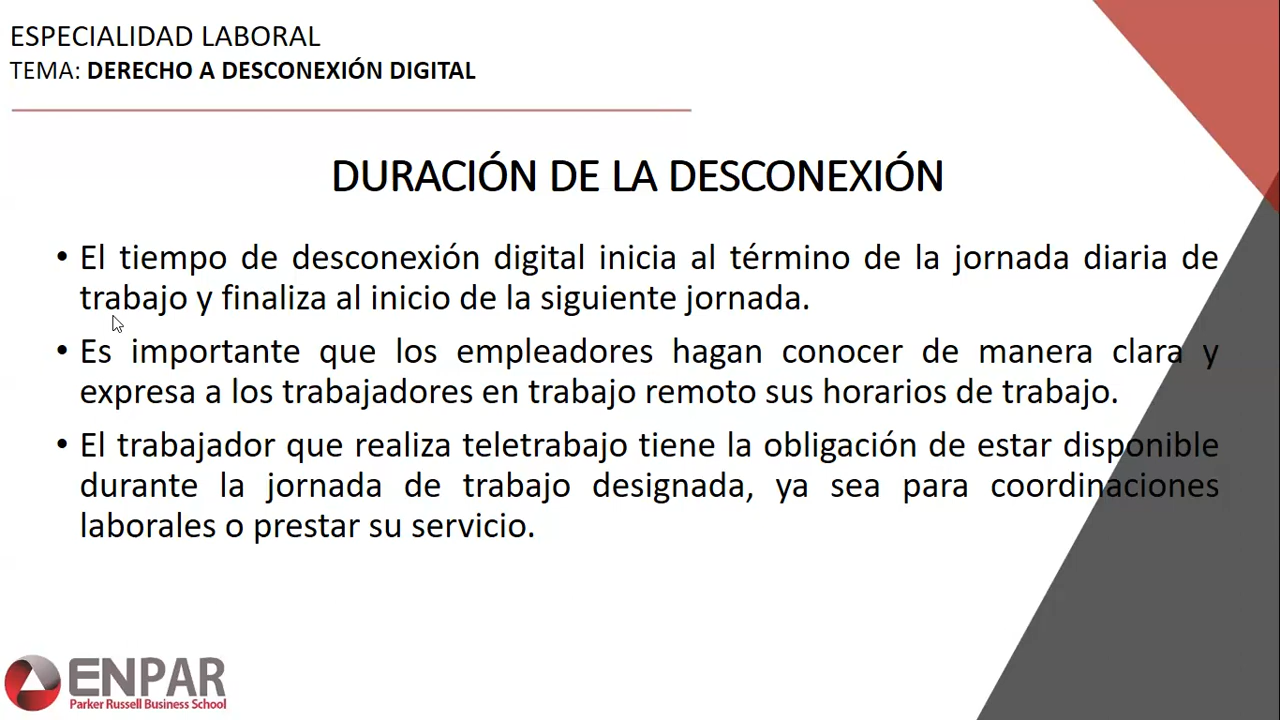 ESPECIALIDAD LABORAL
TEMA: DERECHO A DESCONEXIÓN DIGITAL
DURACIÓN DE LA DESCONEXIÓN
• El tiempo de desconexión digital inicia al término de la jornada diaria de
trabajo y finaliza al inicio de la siguiente jornada.
• Es importante que los empleadores hagan conocer de manera clara y
expresa a los trabajadores en trabajo remoto sus horarios de trabajo.
• El trabajador que realiza teletrabajo tiene la obligación de estar disponible
durante la jornada de trabajo designada, ya sea para coordinaciones
laborales o prestar su servicio.
ENPAR
Parker Russell Business School